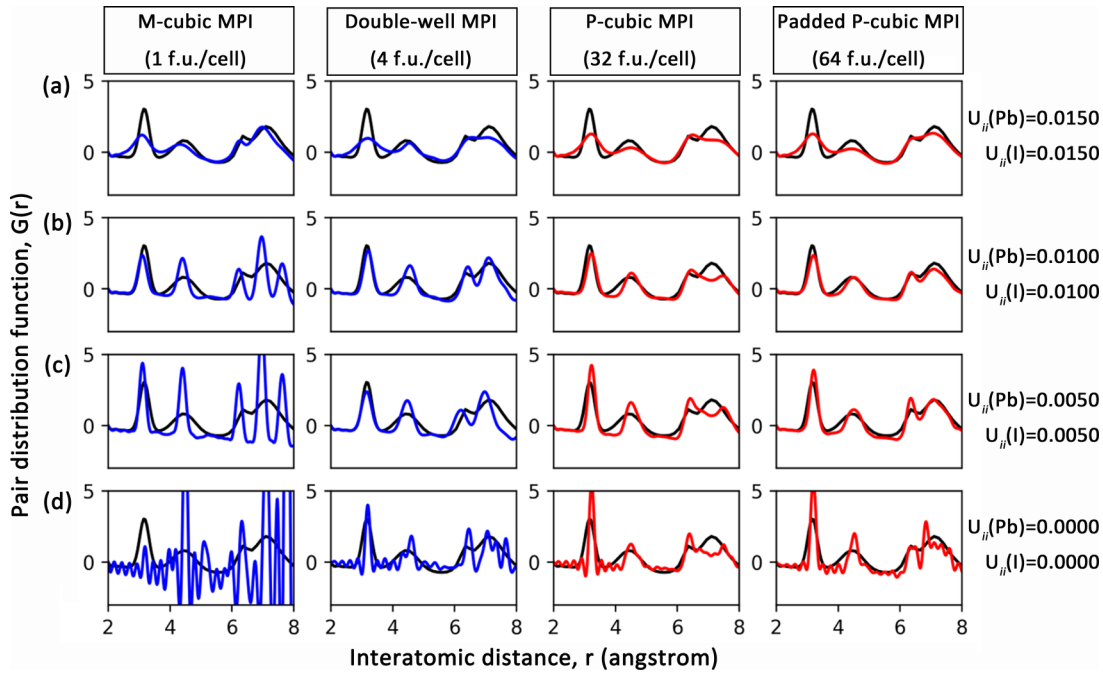 M-cubic MPI
(1 f.u./cell)
Double-well MPI
(4 f.u./cell)
P-cubic MPI
(32 f.u./cell)
Padded P-cubic MPI
(64 f.u./cell)
(a)
5
0
5
0
5
0
5
0
Uii(Pb)=0.0150
Uii(I)=0.0150
(b)
5
0
5
0
5
0
5
0
Uii(Pb)=0.0100
Uii(I)=0.0100
(c)
5
0
5
0
5
0
5
0
Uii(Pb)=0.0050
Uii(I)=0.0050
(d)
5
0
5
0
5
0
5
0
Uii(Pb)=0.0000
Uii(I)=0.0000
2 4 6 8
2 4 6 8
2 4 6 8
2 4 6 8
Pair distribution function, G(r)
Interatomic distance, r (angstrom)